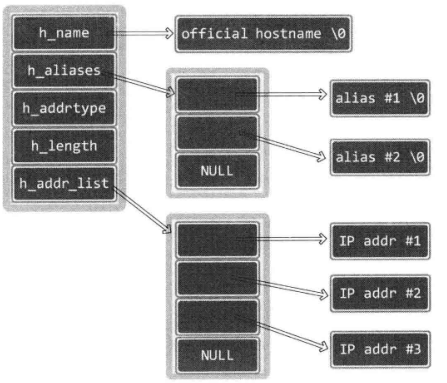 h_name
official hostname \0
h_aliases
h_addrtype
h_length
h_addr_list
alias #1 \0
alias #2 \0
NULL
IP addr #1
IP addr #2
IP addr #3
NULL